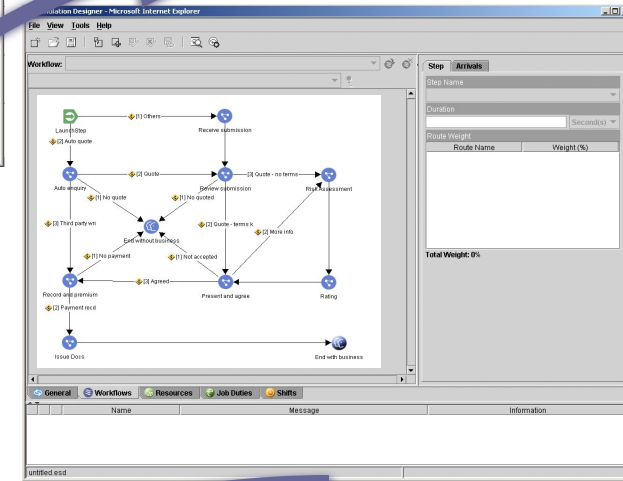 ulation Designer - Microsoft Internet Explorer
File View Tools Help
Workflow:
Step Arrivals
Step Name
Duration
Second(s)
Route Weight
Route Name Weight (%)
Total Weight: 0%
LaunchStep
[1] Others
Receive submission
[2] Auto quote
Auto enquiry
[2] Quote
Review submission
[3] Quote - no terms
Risk Assessment
[1] No quote
[1] No quoted
[3] Third party wri
End without business
[2] Quote - terms k
[2] More info
[1] No payment
[1] Not accepted
Record and premium
[3] Agreed
Present and agree
Rating
[2] Payment recd
Issue Docs
End with business
General Workflows Resources Job Duties Shifts
Name Message Information
untitled.esd